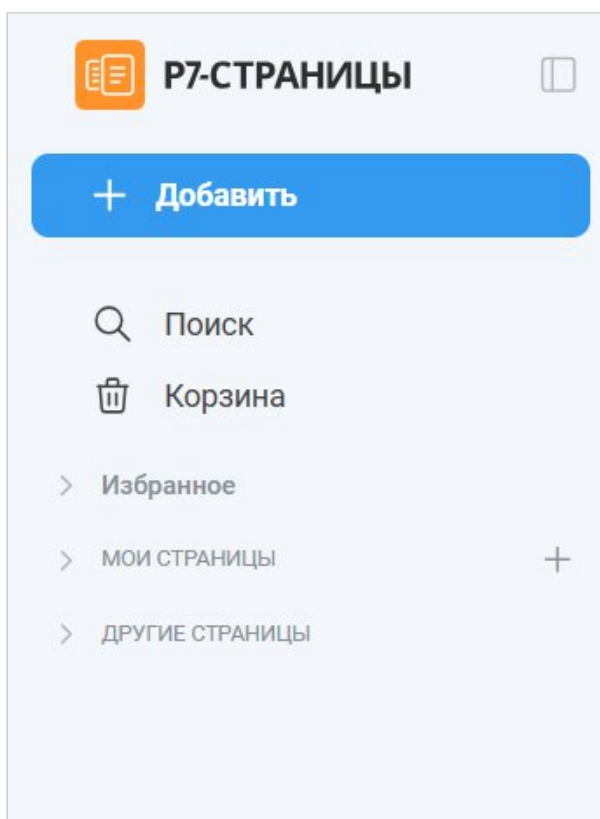 Р7-СТРАНИЦЫ
Добавить
Поиск
Корзина
Избранное
МОИ СТРАНИЦЫ
ДРУГИЕ СТРАНИЦЫ